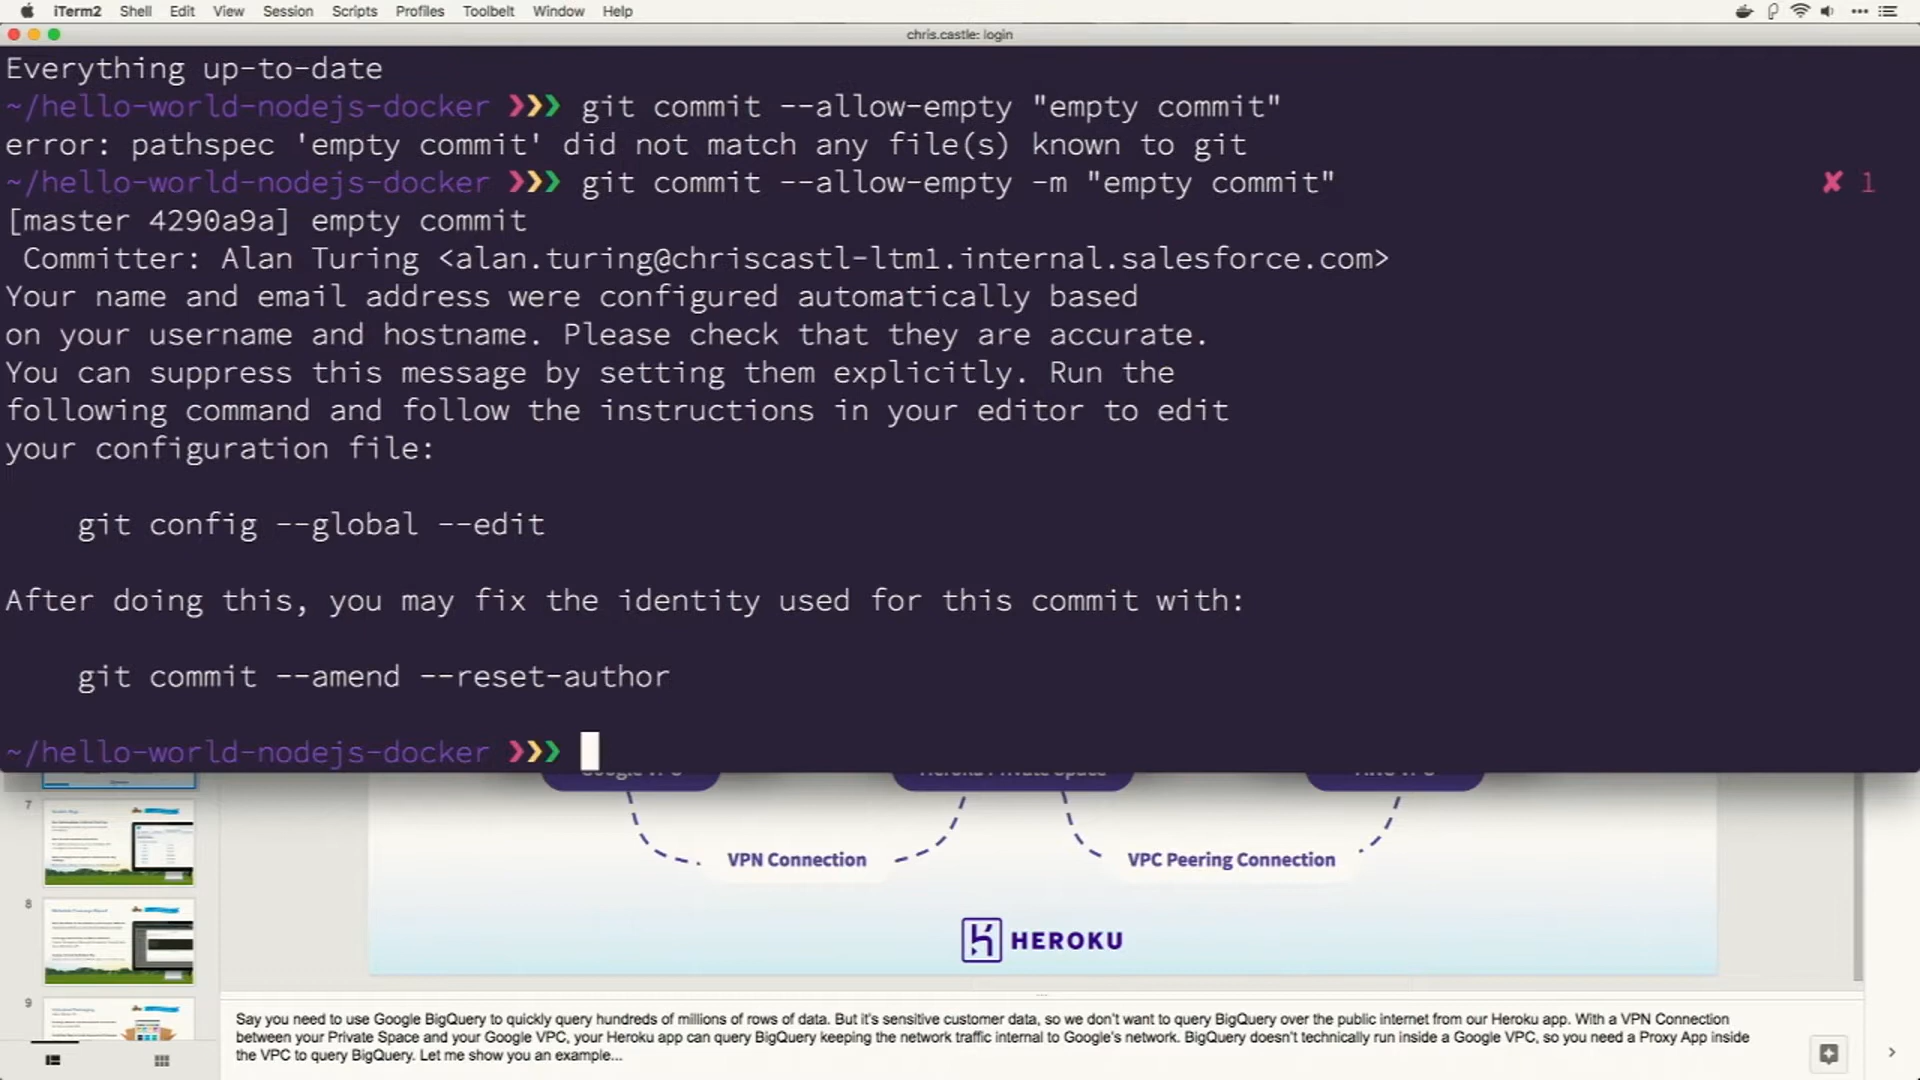 iTerm2 Shell Edit View Session Scripts Profiles Toolbelt Window Help
chris.castle: login
Everything up-to-date
~/hello-world-nodejs-docker ❯❯❯ git commit --allow-empty "empty commit"
error: pathspec 'empty commit' did not match any file(s) known to git
~/hello-world-nodejs-docker ❯❯❯ git commit --allow-empty -m "empty commit" ✘ 1
[master 4290a9a] empty commit
Committer: Alan Turing <alan.turing@chriscastl-ltm1.internal.salesforce.com>
Your name and email address were configured automatically based
on your username and hostname. Please check that they are accurate.
You can suppress this message by setting them explicitly. Run the
following command and follow the instructions in your editor to edit
your configuration file:
git config --global --edit
After doing this, you may fix the identity used for this commit with:
git commit --amend --reset-author
~/hello-world-nodejs-docker ❯❯❯
7
VPN Connection
VPC Peering Connection
8
HEROKU
9
Say you need to use Google BigQuery to quickly query hundreds of millions of rows of data. But it's sensitive customer data, so we don't want to query BigQuery over the public internet from our Heroku app. With a VPN Connection
between your Private Space and your Google VPC, your Heroku app can query BigQuery keeping the network traffic internal to Google's network. BigQuery doesn't technically run inside a Google VPC, so you need a Proxy App inside
the VPC to query BigQuery. Let me show you an example...